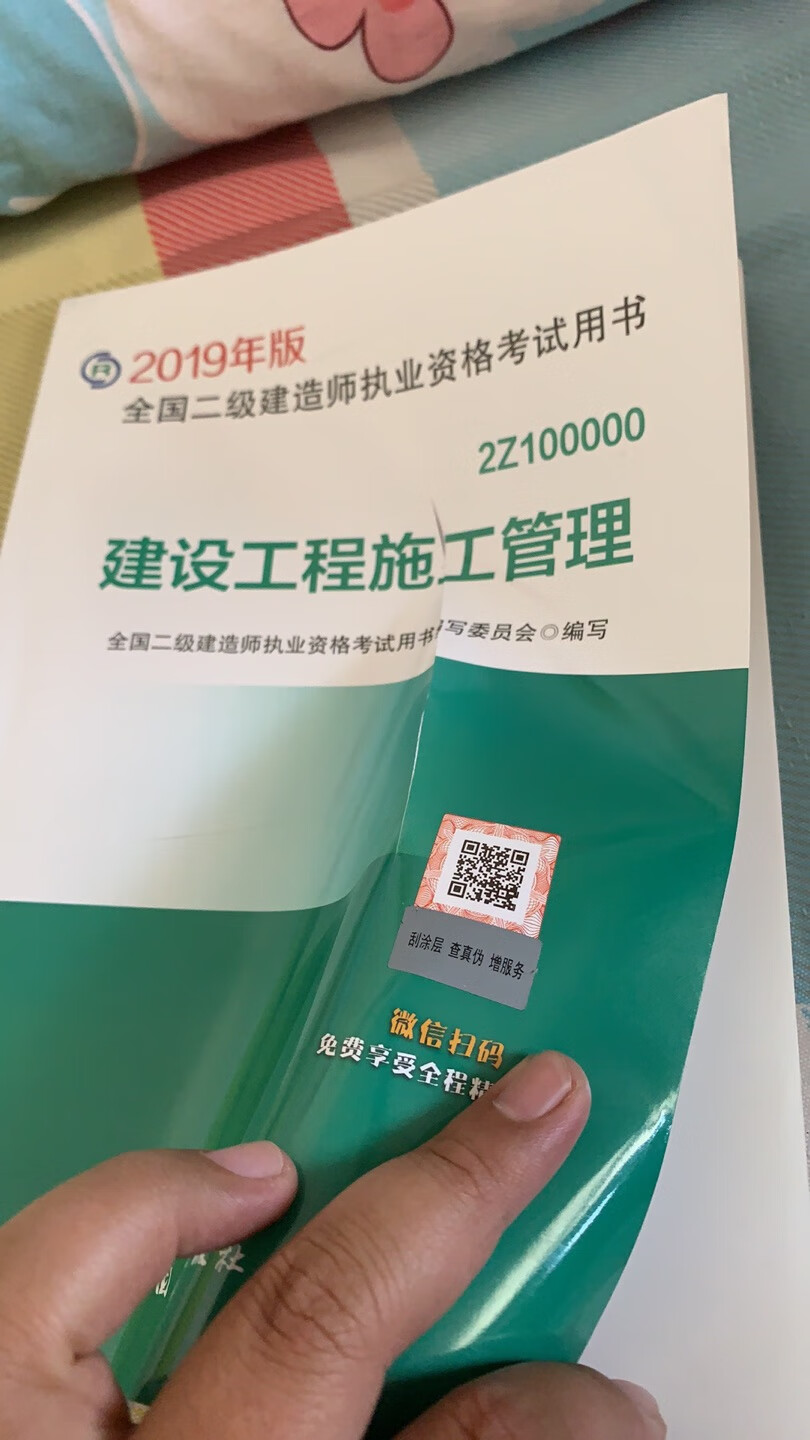 2019年版
全国二级建造师执业资格考试用书
2Z100000
建设工程施工管理
全国二级建造师执业资格考试用书 写委员会◎编写
刮涂层 查真伪 增服务
微信扫码
免费享受全程精